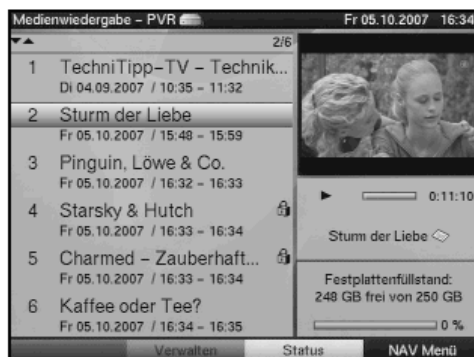 Medienwiedergabe – PVR
Fr 05.10.2007 16:34
2/6
1 TechniTipp–TV – Technik...
Di 04.09.2007 / 10:35 – 11:32
2 Sturm der Liebe
Fr 05.10.2007 / 15:48 – 15:59
3 Pinguin, Löwe & Co.
Fr 05.10.2007 / 16:32 – 16:33
4 Starsky & Hutch
Fr 05.10.2007 / 16:33 – 16:34
5 Charmed – Zauberhaft...
Fr 05.10.2007 / 16:33 – 16:34
6 Kaffee oder Tee?
Fr 05.10.2007 / 16:34 – 16:35
0:11:10
Sturm der Liebe
Festplattenfüllstand:
248 GB frei von 250 GB
0 %
Verwalten
Status
NAV Menü